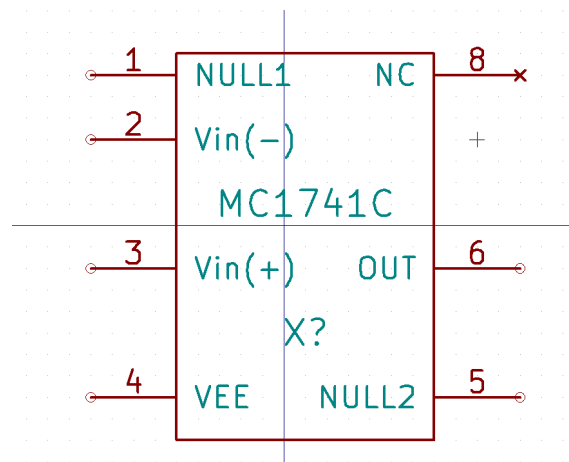 1 NULL1 NC 8
2 Vin(-)
MC1741C
3 Vin(+) OUT 6
X?
4 VEE NULL2 5